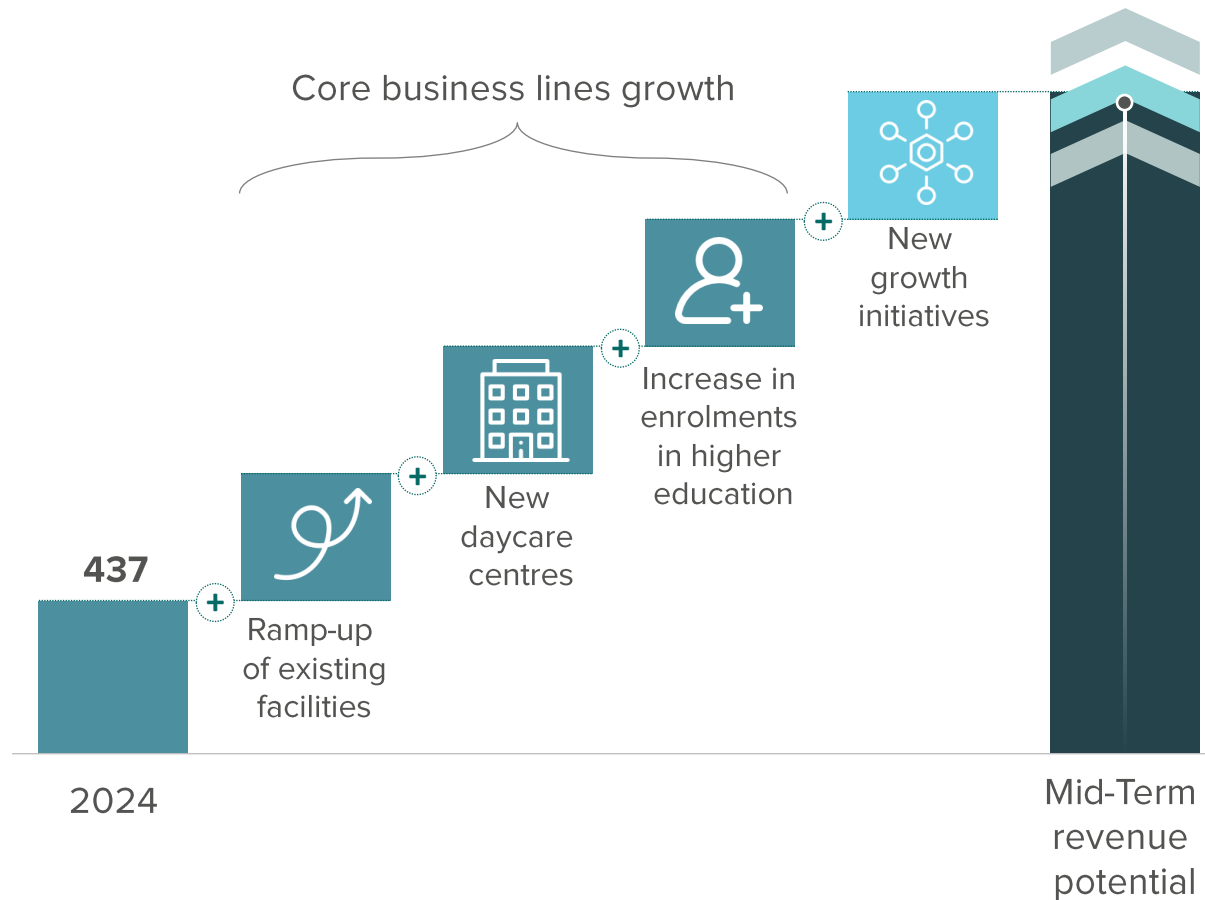 Core business lines growth
New
growth
initiatives
Increase in
enrolments
in higher
education
New
daycare
centres
437
Ramp-up
of existing
facilities
2024
Mid-Term
revenue
potential